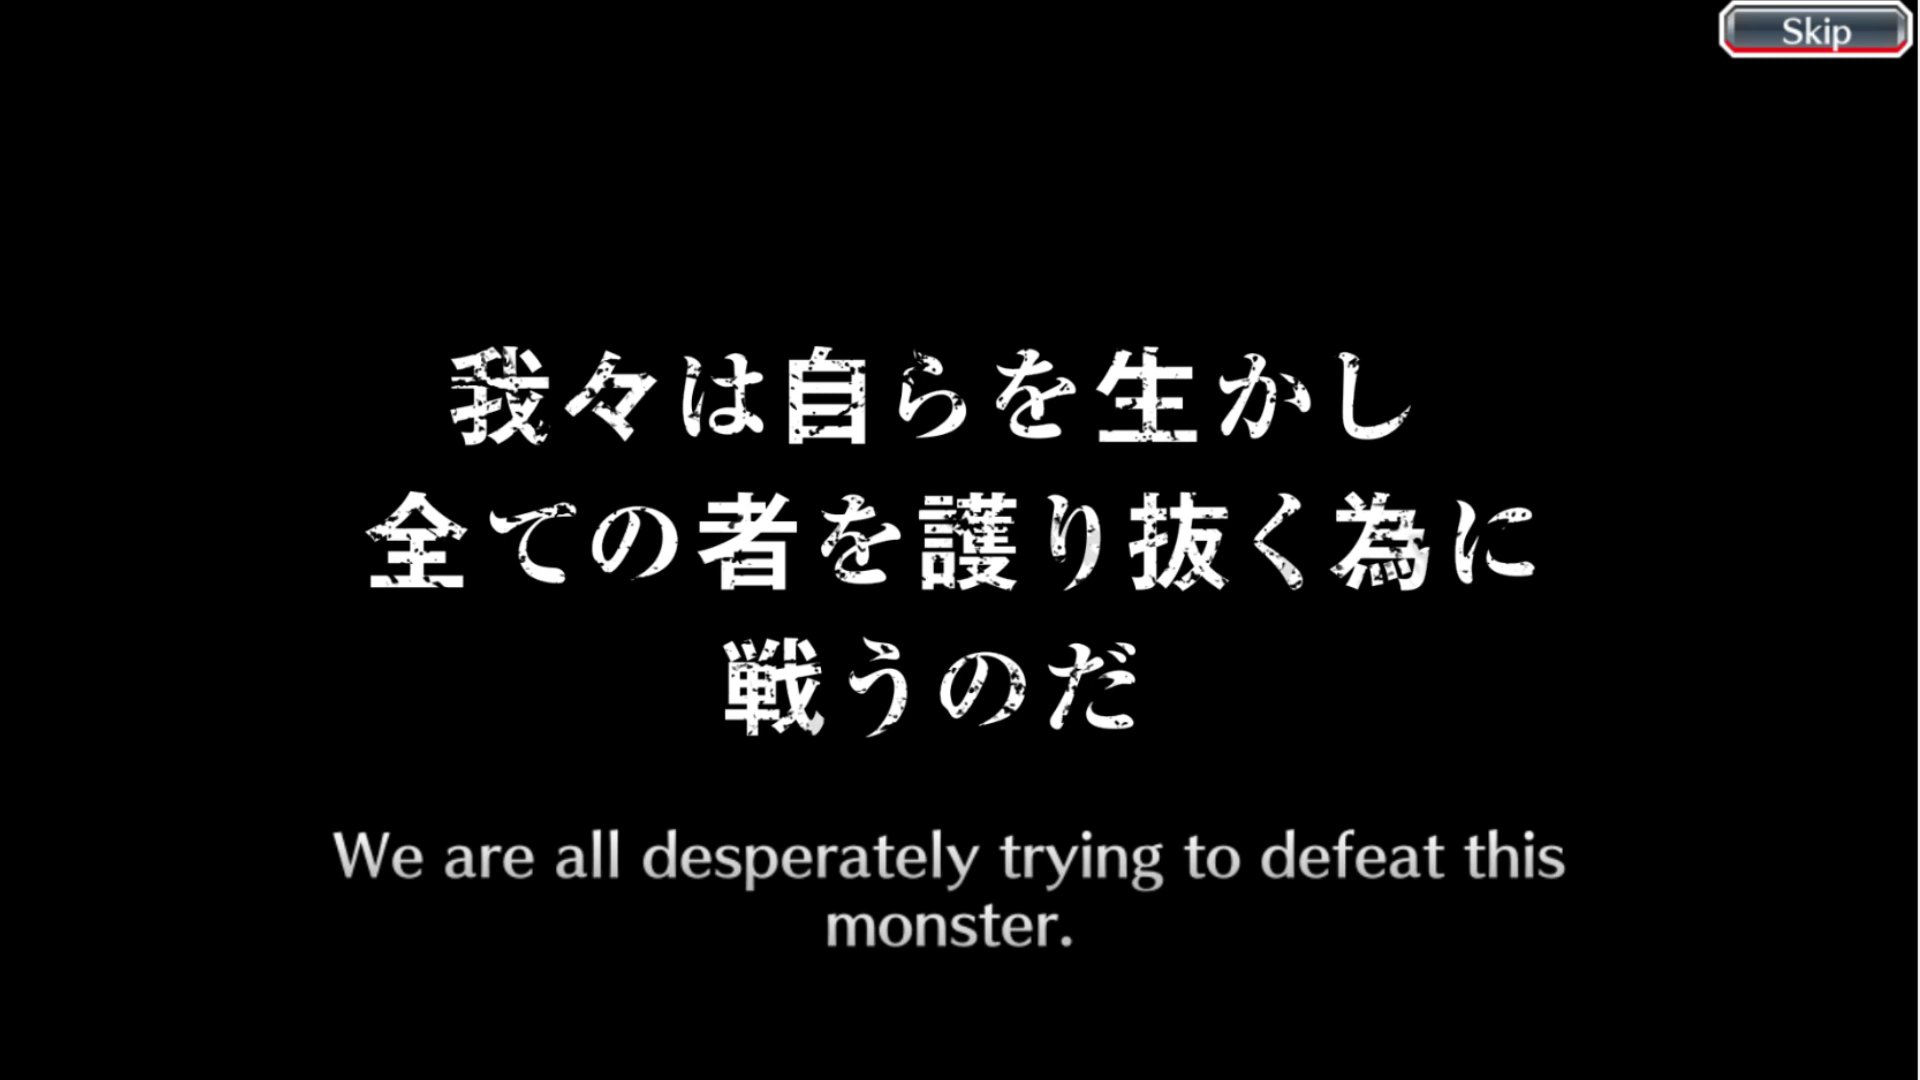 Skip
我々は自らを生かし
全ての者を護り抜く為に
戦うのだ
We are all desperately trying to defeat this
monster.